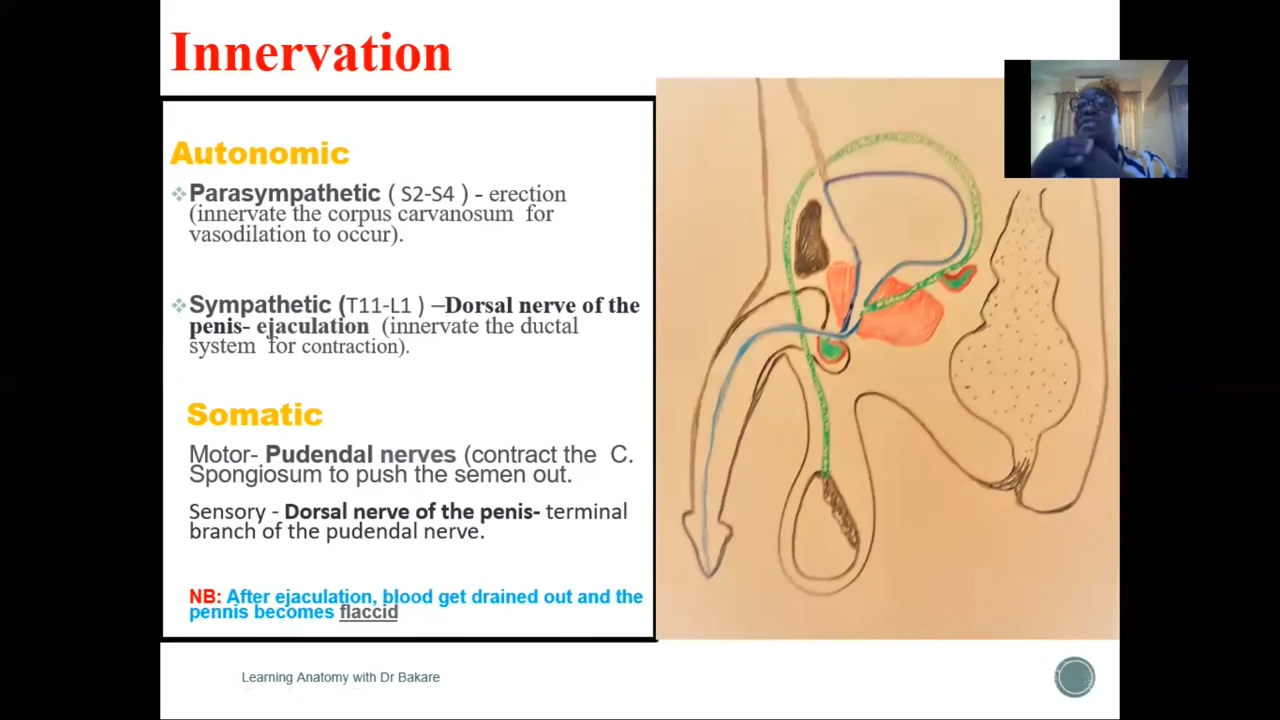 Innervation
Autonomic
❖Parasympathetic ( S2-S4 ) - erection
(innervate the corpus carvanosum for
vasodilation to occur).
❖Sympathetic (T11-L1 ) –Dorsal nerve of the
penis- ejaculation (innervate the ductal
system for contraction).
Somatic
Motor- Pudendal nerves (contract the C.
Spongiosum to push the semen out.
Sensory - Dorsal nerve of the penis- terminal
branch of the pudendal nerve.
NB: After ejaculation, blood get drained out and the
pennis becomes flaccid
Learning Anatomy with Dr Bakare